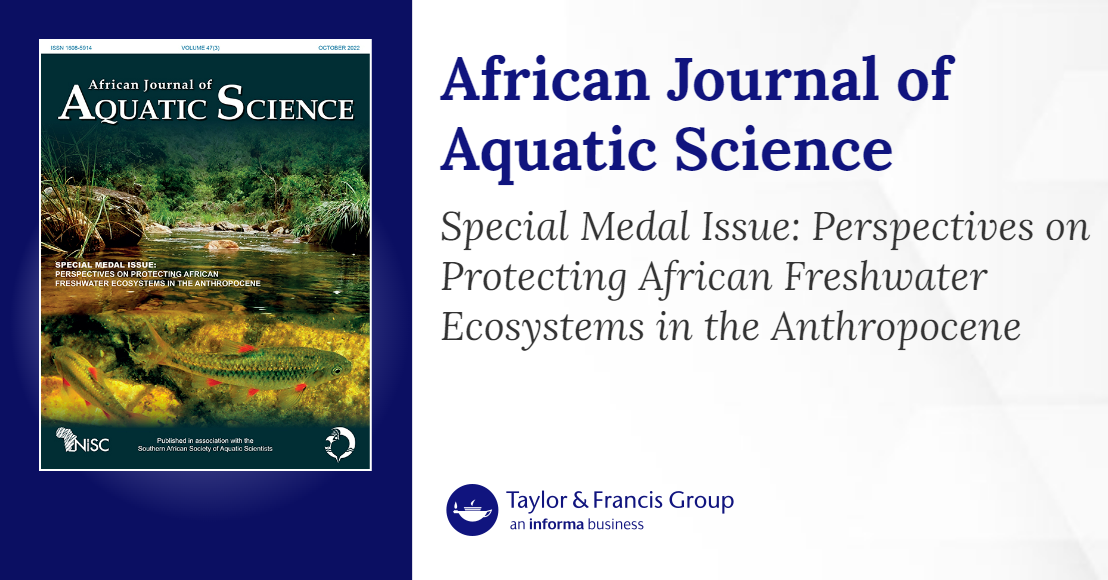 ISSN 1608-5914 VOLUME 47(3) OCTOBER 2022
African Journal of
AQUATIC SCIENCE
SPECIAL MEDAL ISSUE:
PERSPECTIVES ON PROTECTING AFRICAN
FRESHWATER ECOSYSTEMS IN THE ANTHROPOCENE
NiSC
Published in association with the
Southern African Society of Aquatic Scientists
African Journal of
Aquatic Science
Special Medal Issue: Perspectives on
Protecting African Freshwater
Ecosystems in the Anthropocene
Taylor & Francis Group
an informa business